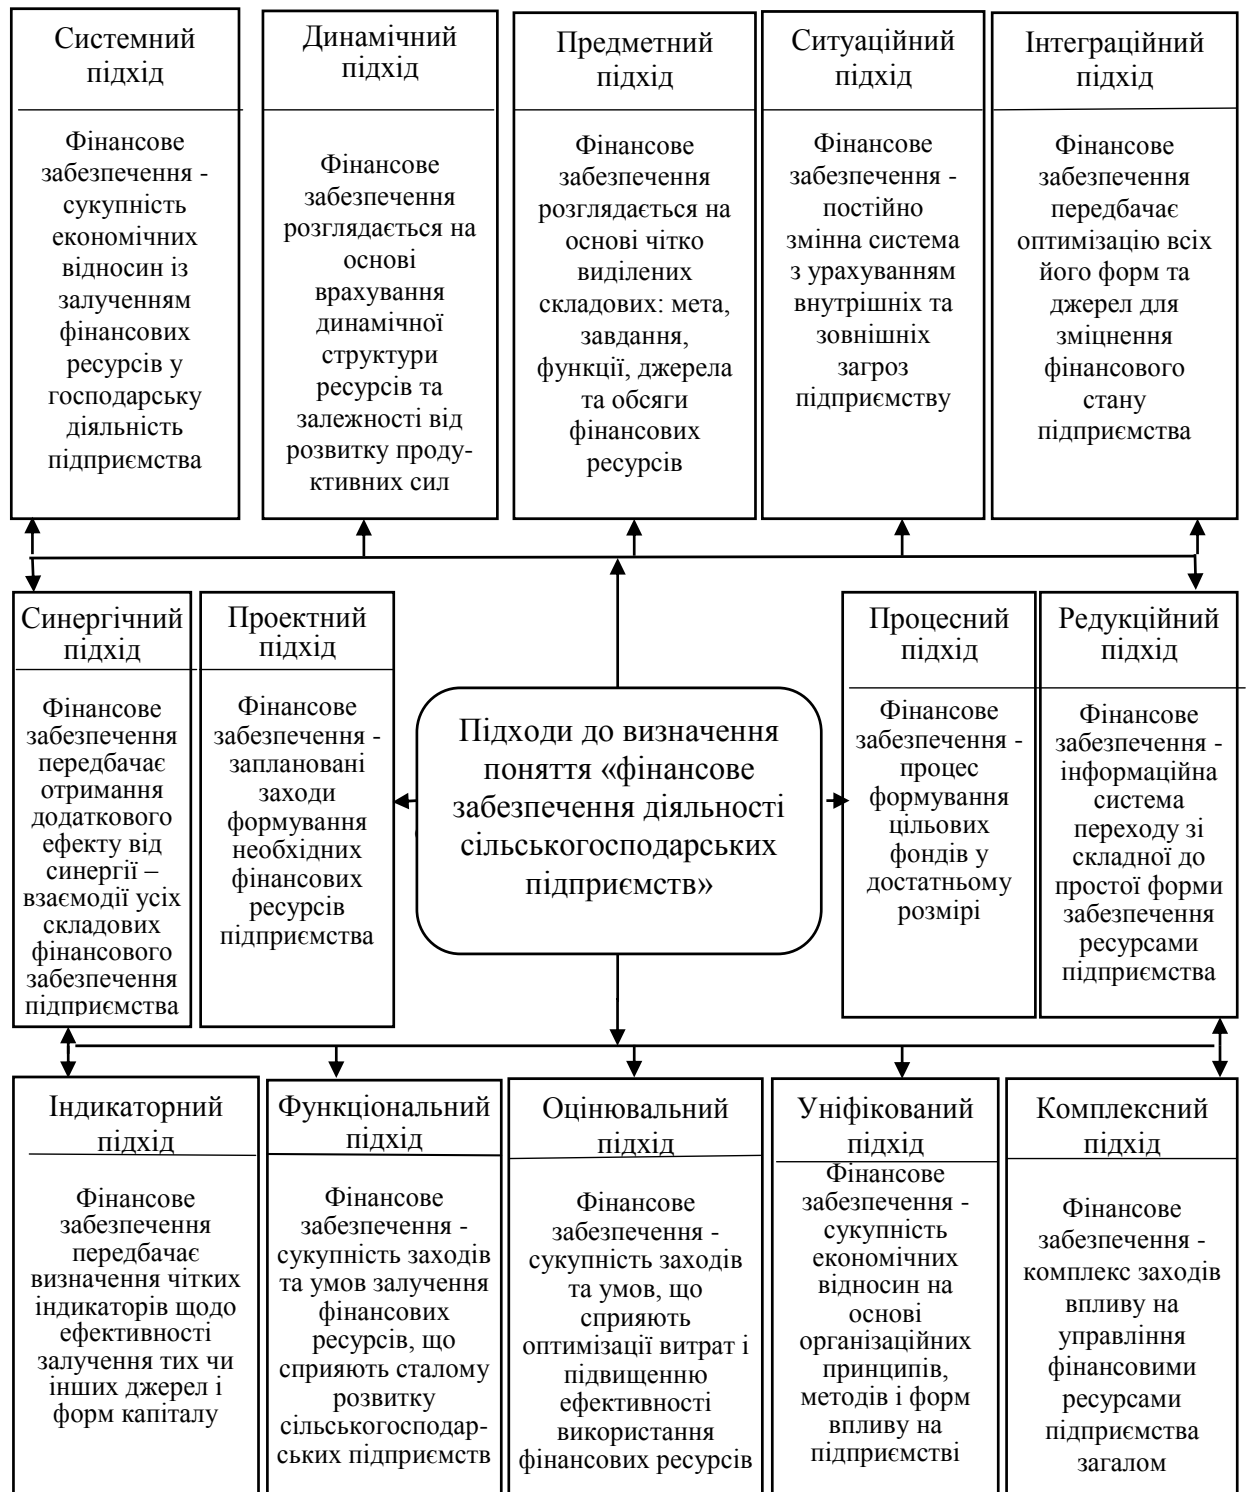 Системний
підхід
Фінансове
забезпечення -
сукупність
економічних
відносин із
залученням
фінансових
ресурсів у
господарську
діяльність
підприємства
Динамічний
підхід
Фінансове
забезпечення
розглядається на
основі
врахування
динамічної
структури
ресурсів та
залежності від
розвитку проду-
ктивних сил
Предметний
підхід
Фінансове
забезпечення
розглядається на
основі чітко
виділених
складових: мета,
завдання,
функції, джерела
та обсяги
фінансових
ресурсів
Ситуаційний
підхід
Фінансове
забезпечення -
постійно
змінна система
з урахуванням
внутрішніх та
зовнішніх
загроз
підприємству
Інтеграційний
підхід
Фінансове
забезпечення
передбачає
оптимізацію всіх
його форм та
джерел для
зміцнення
фінансового
стану
підприємства
Синергічний
підхід
Фінансове
забезпечення
передбачає
отримання
додаткового
ефекту від
синергії –
взаємодії усіх
складових
фінансового
забезпечення
підприємства
Проектний
підхід
Фінансове
забезпечення -
заплановані
заходи
формування
необхідних
фінансових
ресурсів
підприємства
Підходи до визначення
поняття «фінансове
забезпечення діяльності
сільськогосподарських
підприємств»
Процесний
підхід
Фінансове
забезпечення -
процес
формування
цільових
фондів у
достатньому
розмірі
Редукційний
підхід
Фінансове
забезпечення -
інформаційна
система
переходу зі
складної до
простої форми
забезпечення
ресурсами
підприємства
Індикаторний
підхід
Фінансове
забезпечення
передбачає
визначення чітких
індикаторів щодо
ефективності
залучення тих чи
інших джерел і
форм капіталу
Функціональний
підхід
Фінансове
забезпечення -
сукупність заходів
та умов залучення
фінансових
ресурсів, що
сприяють сталому
розвитку
сільськогосподар-
ських підприємств
Оцінювальний
підхід
Фінансове
забезпечення -
сукупність заходів
та умов, що
сприяють
оптимізації витрат і
підвищенню
ефективності
використання
фінансових ресурсів
Уніфікований
підхід
Фінансове
забезпечення -
сукупність
економічних
відносин на
основі
організаційних
принципів,
методів і форм
впливу на
підприємстві
Комплексний
підхід
Фінансове
забезпечення -
комплекс заходів
впливу на
управління
фінансовими
ресурсами
підприємства
загалом